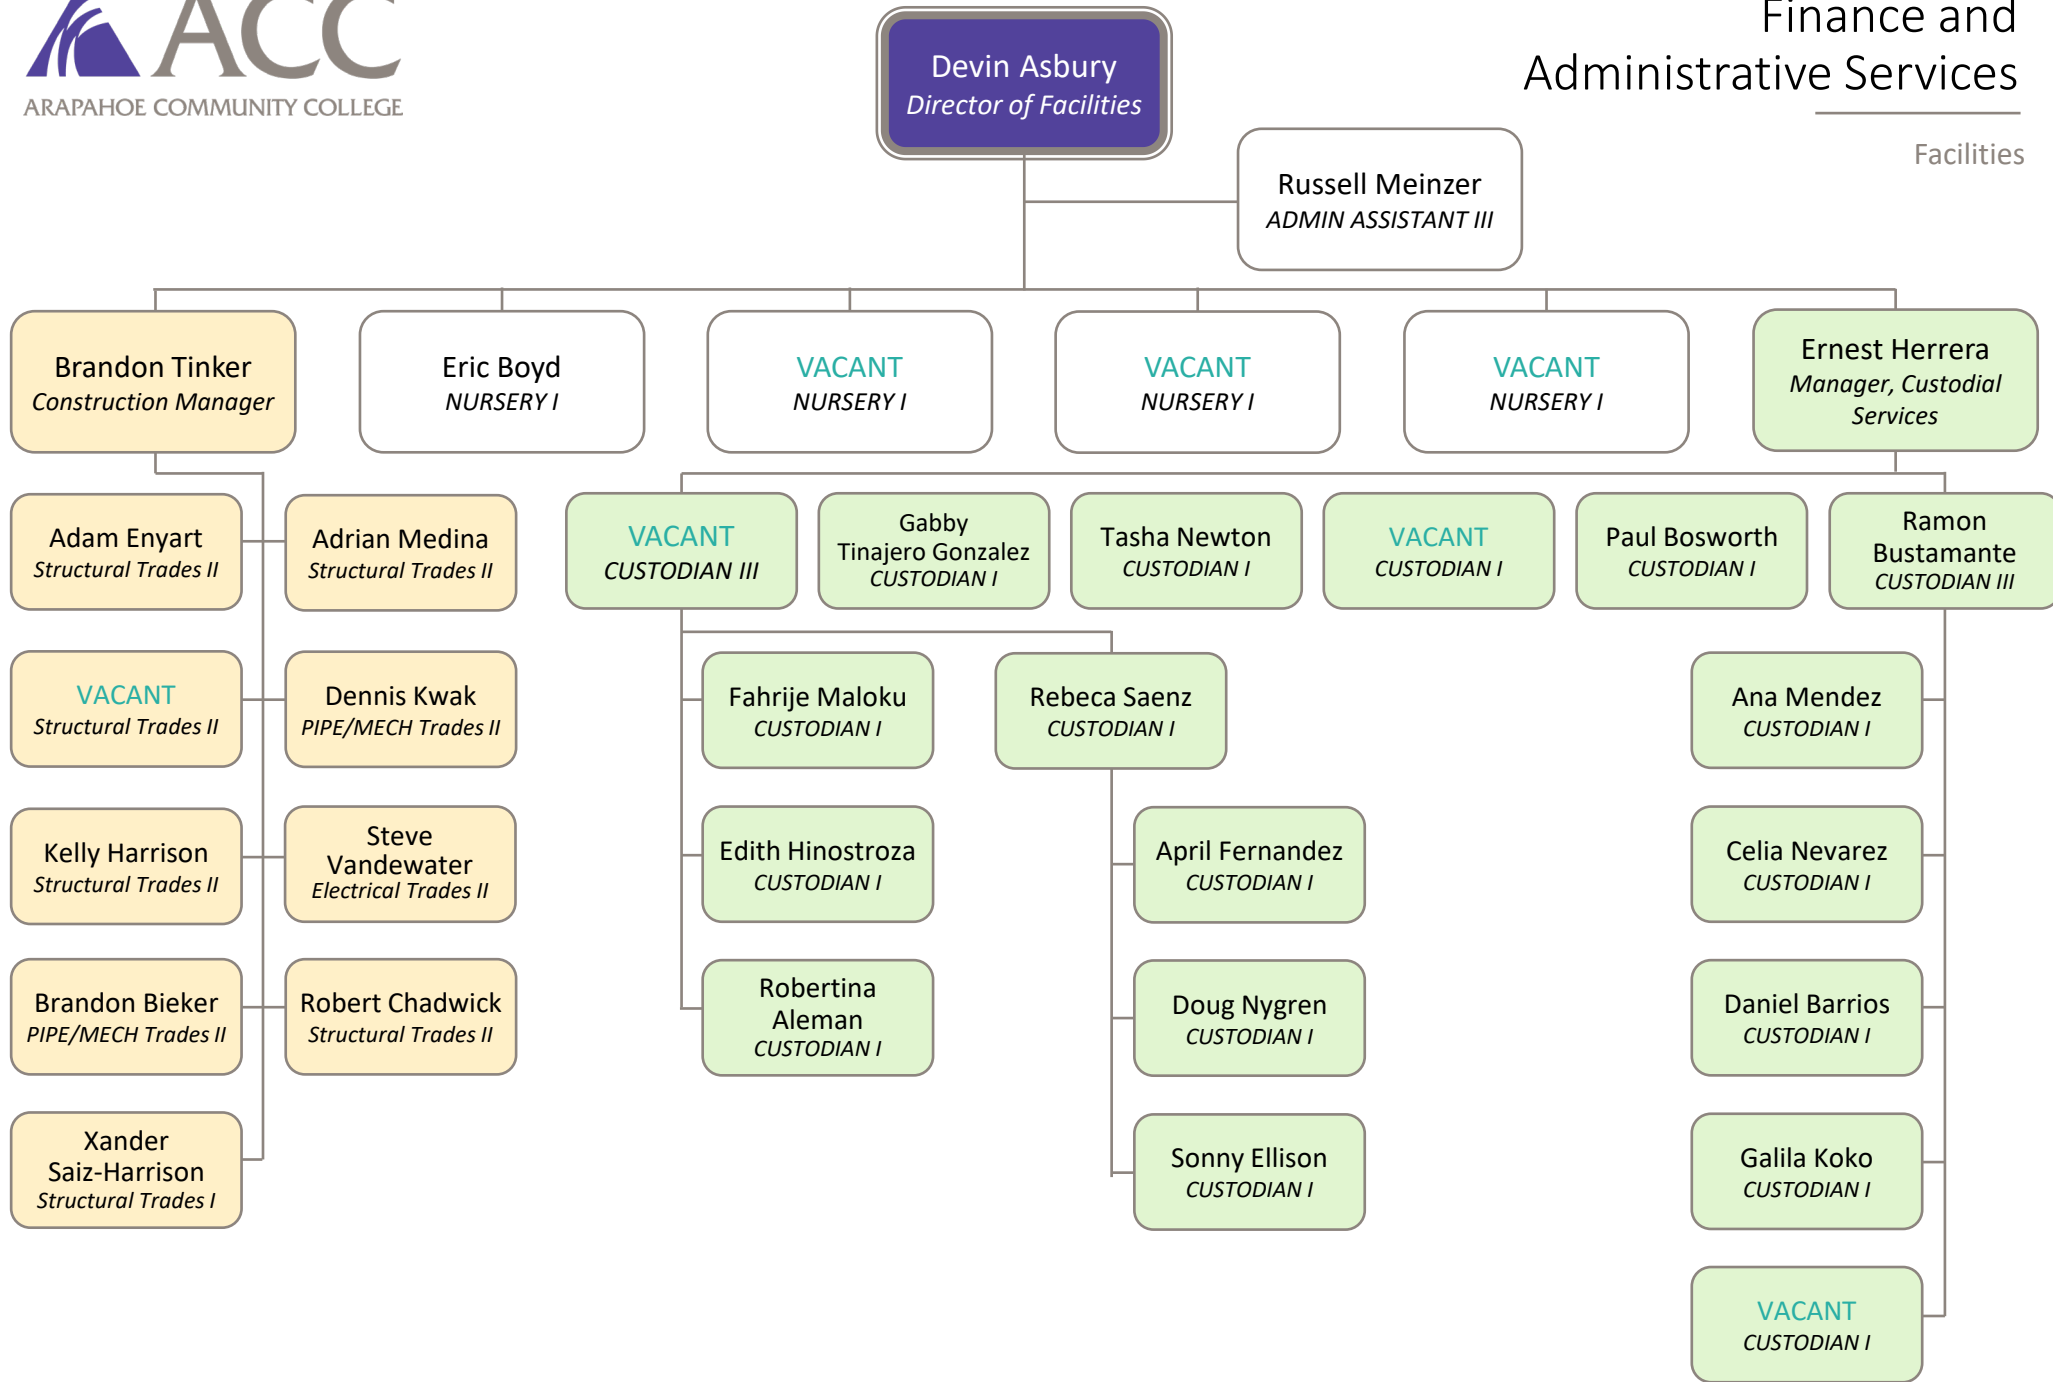 ACC
ARAPAHOE COMMUNITY COLLEGE
Finance and
Administrative Services
Facilities
Devin Asbury
Director of Facilities
Russell Meinzer
ADMIN ASSISTANT III
Brandon Tinker
Construction Manager
Eric Boyd
NURSERY I
VACANT
NURSERY I
VACANT
NURSERY I
VACANT
NURSERY I
Ernest Herrera
Manager, Custodial
Services
Adam Enyart
Structural Trades II
Adrian Medina
Structural Trades II
VACANT
CUSTODIAN III
Gabby
Tinajero Gonzalez
CUSTODIAN I
Tasha Newton
CUSTODIAN I
VACANT
CUSTODIAN I
Paul Bosworth
CUSTODIAN I
Ramon
Bustamante
CUSTODIAN III
VACANT
Structural Trades II
Dennis Kwak
PIPE/MECH Trades II
Fahrije Maloku
CUSTODIAN I
Rebeca Saenz
CUSTODIAN I
Ana Mendez
CUSTODIAN I
Kelly Harrison
Structural Trades II
Steve
Vandewater
Electrical Trades II
Edith Hinostroza
CUSTODIAN I
April Fernandez
CUSTODIAN I
Celia Nevarez
CUSTODIAN I
Brandon Bieker
PIPE/MECH Trades II
Robert Chadwick
Structural Trades II
Robertina
Aleman
CUSTODIAN I
Doug Nygren
CUSTODIAN I
Daniel Barrios
CUSTODIAN I
Xander
Saiz-Harrison
Structural Trades I
Sonny Ellison
CUSTODIAN I
Galila Koko
CUSTODIAN I
VACANT
CUSTODIAN I